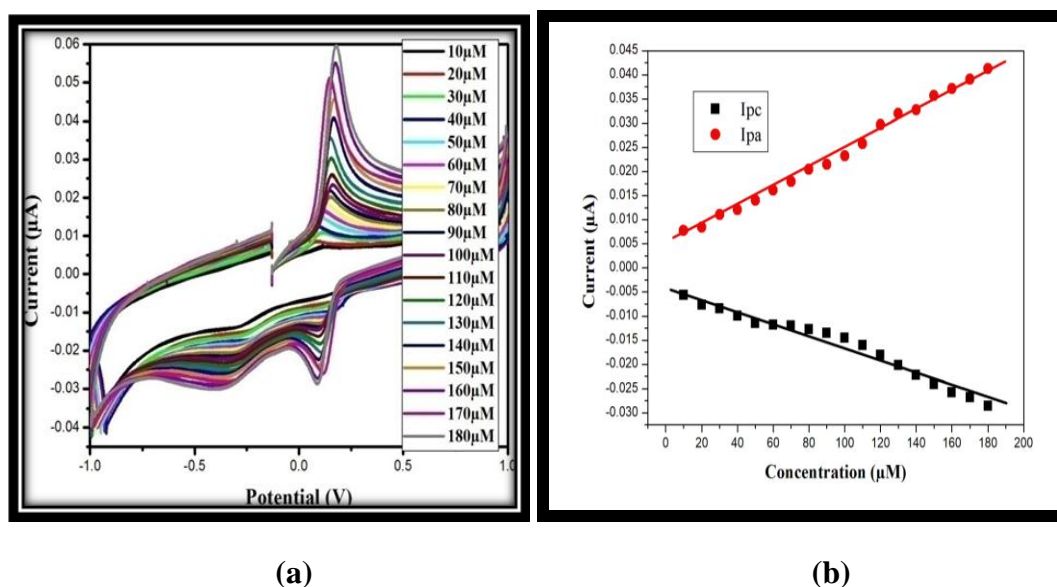 0.06
0.05
0.04
0.03
0.02
0.01
0.00
-0.01
-0.02
-0.03
-0.04
Current (µA)
-1.0 -0.5 0.0 0.5 1.0
Potential (V)
10µM
20µM
30µM
40µM
50µM
60µM
70µM
80µM
90µM
100µM
110µM
120µM
130µM
140µM
150µM
160µM
170µM
180µM
(a)
0.045
0.040
0.035
0.030
0.025
0.020
0.015
0.010
0.005
0.000
-0.005
-0.010
-0.015
-0.020
-0.025
-0.030
Current (µA)
Ipc
Ipa
0 20 40 60 80 100 120 140 160 180 200
Concentration (µM)
(b)